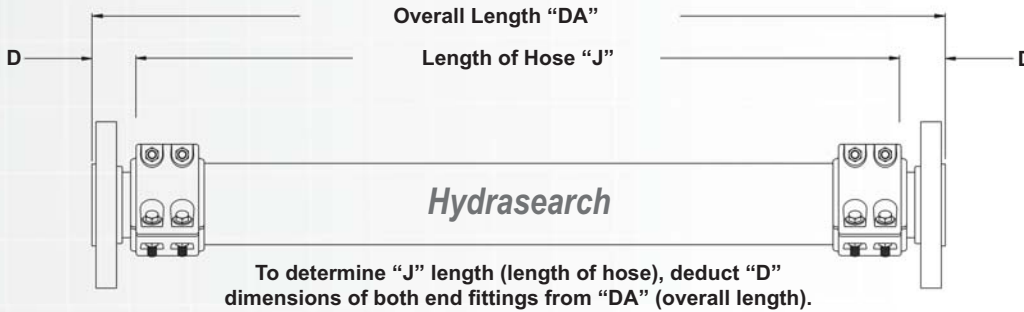 Overall Length “DA”
D
Length of Hose “J”
D
Hydrasearch
To determine “J” length (length of hose), deduct “D”
dimensions of both end fittings from “DA” (overall length).